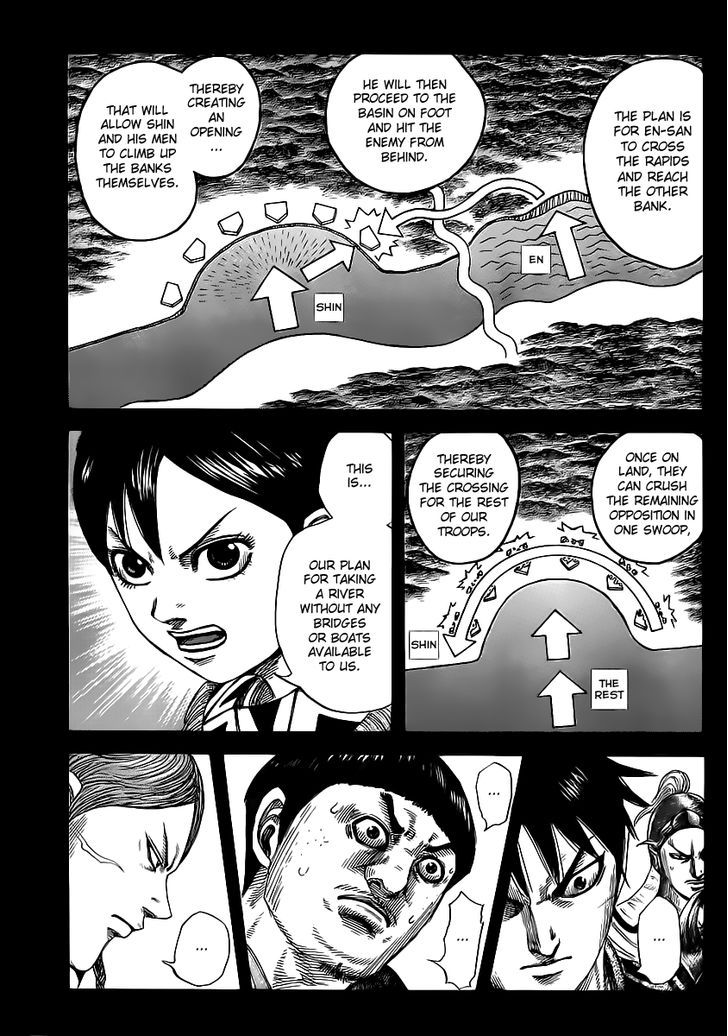 THE PLAN IS
FOR EN-SAN
TO CROSS
THE RAPIDS
AND REACH
THE OTHER
BANK.
HE WILL THEN
PROCEED TO THE
BASIN ON FOOT
AND HIT THE
ENEMY FROM
BEHIND.
THEREBY
CREATING
AN
OPENING
...
THAT WILL
ALLOW SHIN
AND HIS MEN
TO CLIMB UP
THE BANKS
THEMSELVES.
EN
SHIN
ONCE ON
LAND, THEY
CAN CRUSH
THE REMAINING
OPPOSITION IN
ONE SWOOP,
THEREBY
SECURING
THE CROSSING
FOR THE REST
OF OUR
TROOPS.
SHIN
THE
REST
THIS
IS...
OUR PLAN
FOR TAKING
A RIVER
WITHOUT ANY
BRIDGES
OR BOATS
AVAILABLE
TO US.
...
...
...
...